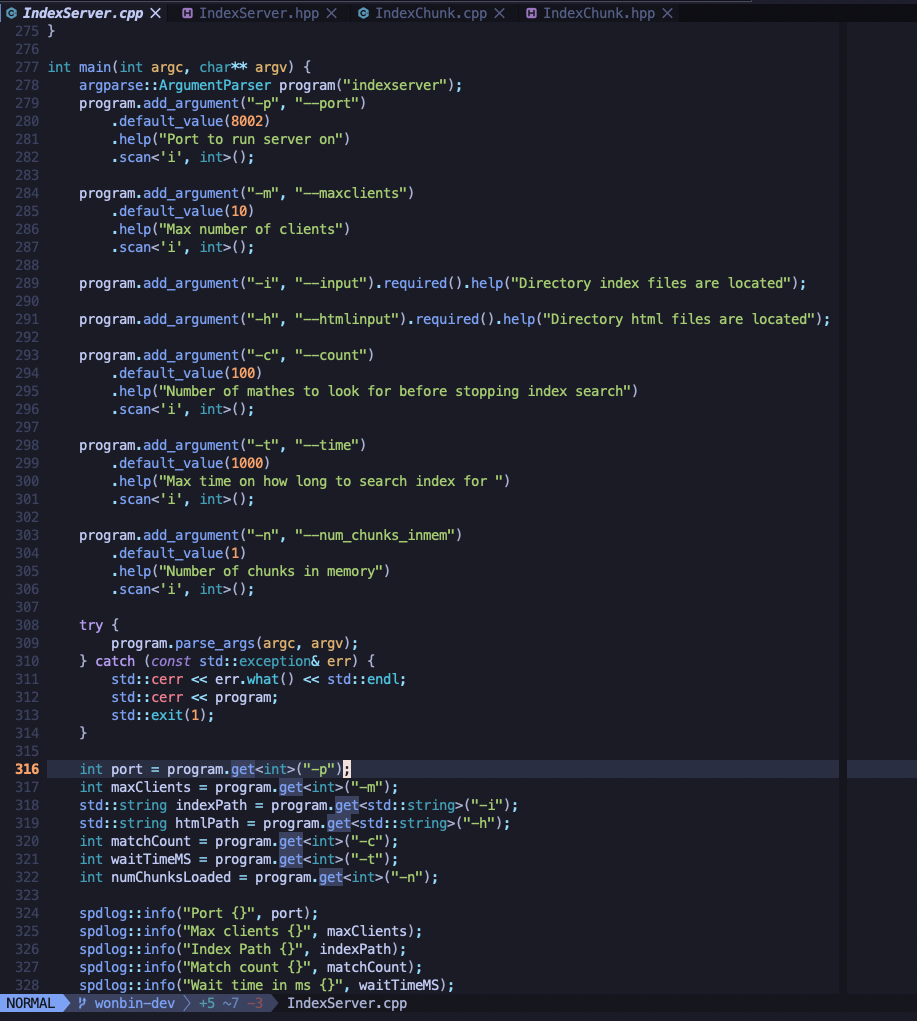 IndexServer.cpp IndexServer.hpp IndexChunk.cpp IndexChunk.hpp
275 }
276
277 int main(int argc, char** argv) {
278     argparse::ArgumentParser program("indexserver");
279     program.add_argument("-p", "--port")
280         .default_value(8002)
281         .help("Port to run server on")
282         .scan<'i', int>();
283
284     program.add_argument("-m", "--maxclients")
285         .default_value(10)
286         .help("Max number of clients")
287         .scan<'i', int>();
288
289     program.add_argument("-i", "--input").required().help("Directory index files are located");
290
291     program.add_argument("-h", "--htmlinput").required().help("Directory html files are located");
292
293     program.add_argument("-c", "--count")
294         .default_value(100)
295         .help("Number of mathes to look for before stopping index search")
296         .scan<'i', int>();
297
298     program.add_argument("-t", "--time")
299         .default_value(1000)
300         .help("Max time on how long to search index for ")
301         .scan<'i', int>();
302
303     program.add_argument("-n", "--num_chunks_inmem")
304         .default_value(1)
305         .help("Number of chunks in memory")
306         .scan<'i', int>();
307
308     try {
309         program.parse_args(argc, argv);
310     } catch (const std::exception& err) {
311         std::cerr << err.what() << std::endl;
312         std::cerr << program;
313         std::exit(1);
314     }
315
316     int port = program.get<int>("-p");
317     int maxClients = program.get<int>("-m");
318     std::string indexPath = program.get<std::string>("-i");
319     std::string htmlPath = program.get<std::string>("-h");
320     int matchCount = program.get<int>("-c");
321     int waitTimeMS = program.get<int>("-t");
322     int numChunksLoaded = program.get<int>("-n");
323
324     spdlog::info("Port {}", port);
325     spdlog::info("Max clients {}", maxClients);
326     spdlog::info("Index Path {}", indexPath);
327     spdlog::info("Match count {}", matchCount);
328     spdlog::info("Wait time in ms {}", waitTimeMS);
NORMAL wonbin-dev +5 ~7 -3 IndexServer.cpp